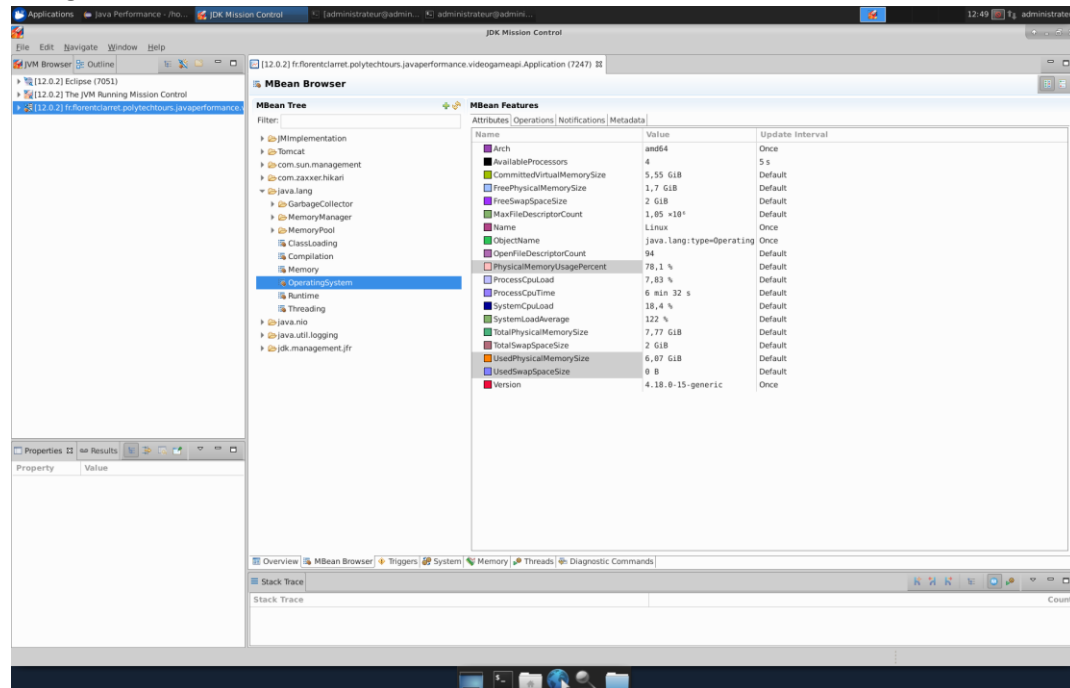 Applications Java Performance - /ho... JDK Mission Control [administrateur@admin... administrateur@admini... 12:49 administrate
JDK Mission Control
File Edit Navigate Window Help
JVM Browser Outline
[12.0.2] Eclipse (7051)
[12.0.2] The JVM Running Mission Control
[12.0.2] fr.florentclarret.polytechtours.javaperformance.v
[12.0.2] fr.florentclarret.polytechtours.javaperformance.videogameapi.Application (7247)
MBean Browser
MBean Tree
Filter:
JMImplementation
Tomcat
com.sun.management
com.zaxxer.hikari
java.lang
GarbageCollector
MemoryManager
MemoryPool
ClassLoading
Compilation
Memory
OperatingSystem
Runtime
Threading
java.nio
java.util.logging
jdk.management.jfr
MBean Features
Attributes Operations Notifications Metadata
Name Value Update Interval
Arch amd64 Once
AvailableProcessors 4 5 s
CommittedVirtualMemorySize 5,55 GiB Default
FreePhysicalMemorySize 1,7 GiB Default
FreeSwapSpaceSize 2 GiB Default
MaxFileDescriptorCount 1,05 ×10⁶ Default
Name Linux Once
ObjectName java.lang:type=Operating Once
OpenFileDescriptorCount 94 Default
PhysicalMemoryUsagePercent 78,1 % Default
ProcessCpuLoad 7,83 % Default
ProcessCpuTime 6 min 32 s Default
SystemCpuLoad 18,4 % Default
SystemLoadAverage 122 % Default
TotalPhysicalMemorySize 7,77 GiB Default
TotalSwapSpaceSize 2 GiB Default
UsedPhysicalMemorySize 6,07 GiB Default
UsedSwapSpaceSize 0 B Default
Version 4.18.0-15-generic Once
Properties Results
Property Value
Overview MBean Browser Triggers System Memory Threads Diagnostic Commands
Stack Trace
Stack Trace Coun